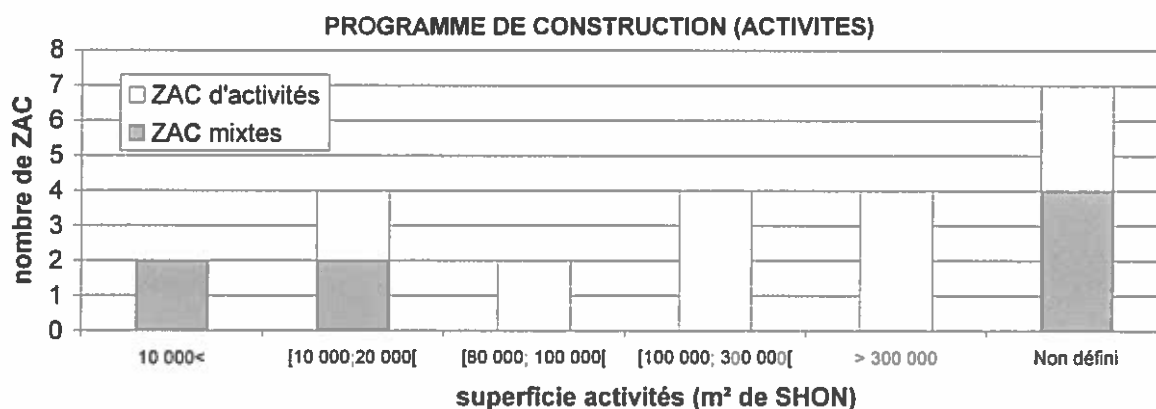 PROGRAMME DE CONSTRUCTION (ACTIVITES)
8
7
6
5
4
3
2
1
0
nombre de ZAC
ZAC d'activités
ZAC mixtes
10 000<
[10 000;20 000[
[80 000; 100 000[
[100 000; 300 000[
> 300 000
Non défini
superficie activités (m² de SHON)